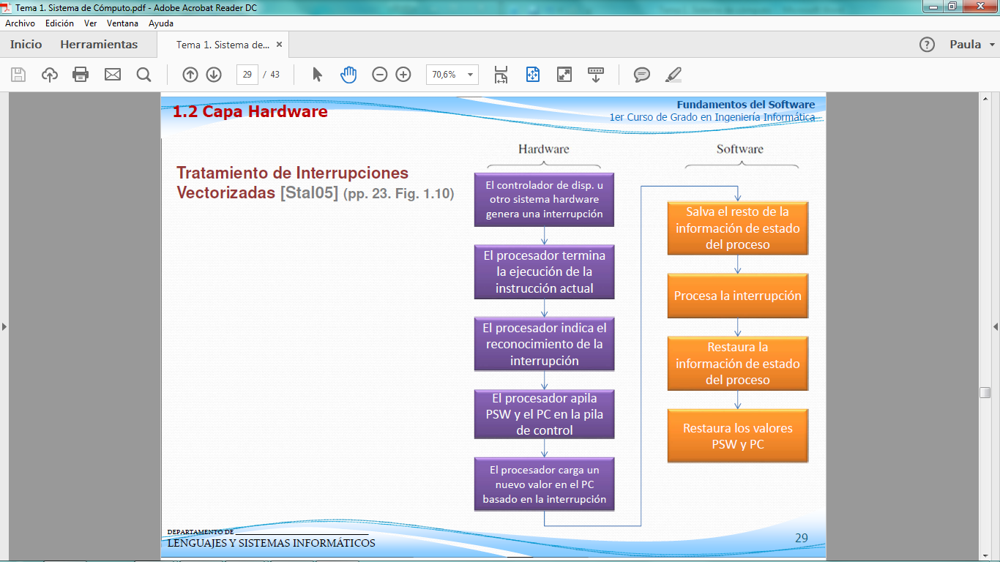 Tema 1. Sistema de Cómputo.pdf - Adobe Acrobat Reader DC
Archivo Edición Ver Ventana Ayuda
Inicio Herramientas Tema 1. Sistema de... × ? Paula
29 / 43 70,6%
1.2 Capa Hardware
Fundamentos del Software
1er Curso de Grado en Ingeniería Informática
Tratamiento de Interrupciones
Vectorizadas [Stal05] (pp. 23. Fig. 1.10)
Hardware
El controlador de disp. u
otro sistema hardware
genera una interrupción
El procesador termina
la ejecución de la
instrucción actual
El procesador indica el
reconocimiento de la
interrupción
El procesador apila
PSW y el PC en la pila
de control
El procesador carga un
nuevo valor en el PC
basado en la interrupción
Software
Salva el resto de la
información de estado
del proceso
Procesa la interrupción
Restaura la
información de estado
del proceso
Restaura los valores
PSW y PC
DEPARTAMENTO DE
LENGUAJES Y SISTEMAS INFORMÁTICOS
29